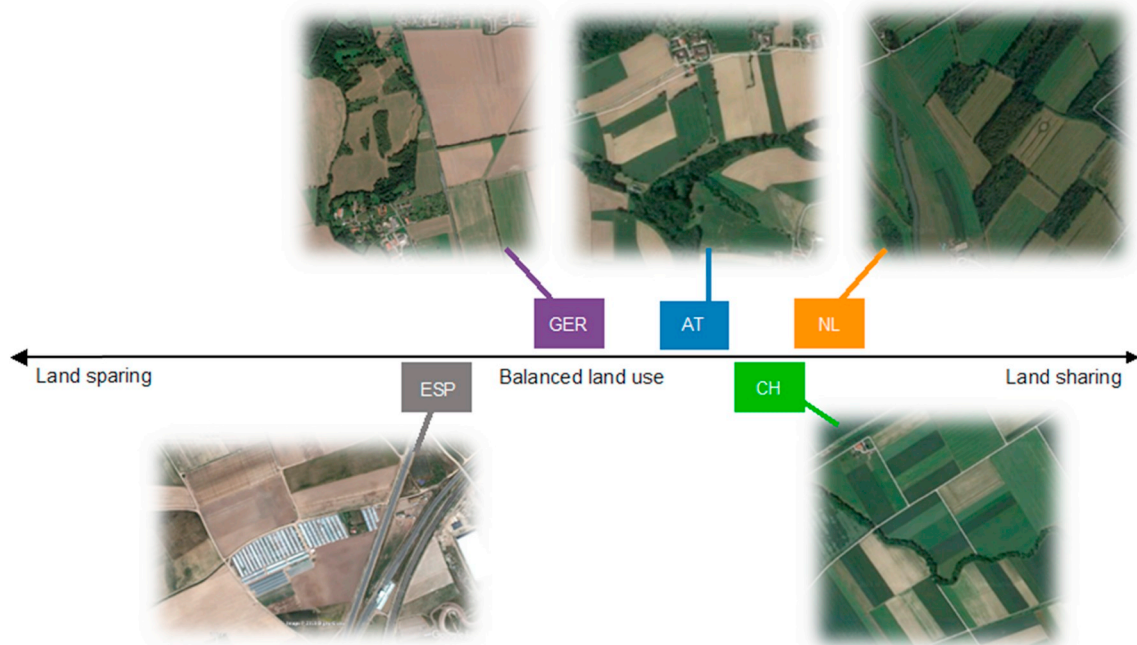 GER
AT
NL
Land sparing
Balanced land use
Land sharing
ESP
CH